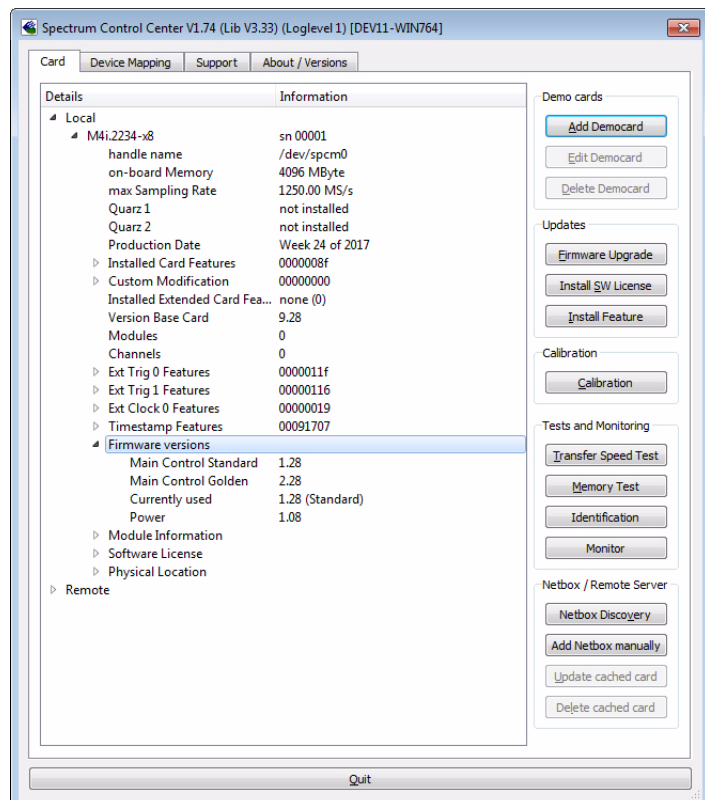 Spectrum Control Center V1.74 (Lib V3.33) (Loglevel 1) [DEV11-WIN764]
Card Device Mapping Support About / Versions
Details Information
Local
M4i.2234-x8 sn 00001
handle name /dev/spcm0
on-board Memory 4096 MByte
max Sampling Rate 1250.00 MS/s
Quarz 1 not installed
Quarz 2 not installed
Production Date Week 24 of 2017
Installed Card Features 0000008f
Custom Modification 00000000
Installed Extended Card Fea... none (0)
Version Base Card 9.28
Modules 0
Channels 0
Ext Trig 0 Features 0000011f
Ext Trig 1 Features 00000116
Ext Clock 0 Features 00000019
Timestamp Features 00091707
Firmware versions
Main Control Standard 1.28
Main Control Golden 2.28
Currently used 1.28 (Standard)
Power 1.08
Module Information
Software License
Physical Location
Remote
Demo cards
Add Democard
Edit Democard
Delete Democard
Updates
Firmware Upgrade
Install SW License
Install Feature
Calibration
Calibration
Tests and Monitoring
Transfer Speed Test
Memory Test
Identification
Monitor
Netbox / Remote Server
Netbox Discovery
Add Netbox manually
Update cached card
Delete cached card
Quit